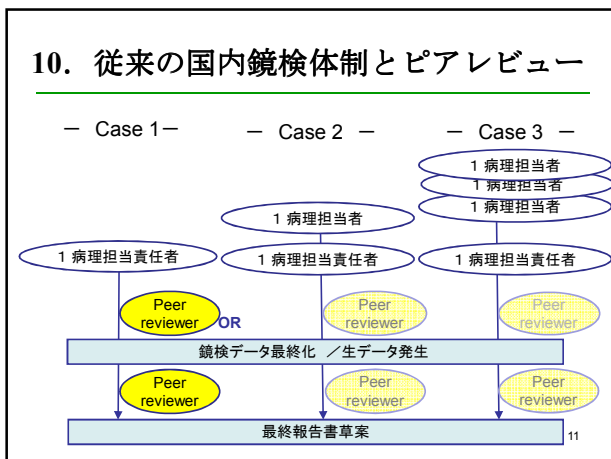 10. 従来の国内鏡検体制とピアレビュー
－ Case 1－
－ Case 2 －
－ Case 3 －
1 病理担当者
1 病理担当者
1 病理担当者
1 病理担当者
1 病理担当責任者
1 病理担当責任者
1 病理担当責任者
Peer
reviewer
OR
Peer
reviewer
Peer
reviewer
鏡検データ最終化 ／生データ発生
Peer
reviewer
Peer
reviewer
Peer
reviewer
最終報告書草案
11